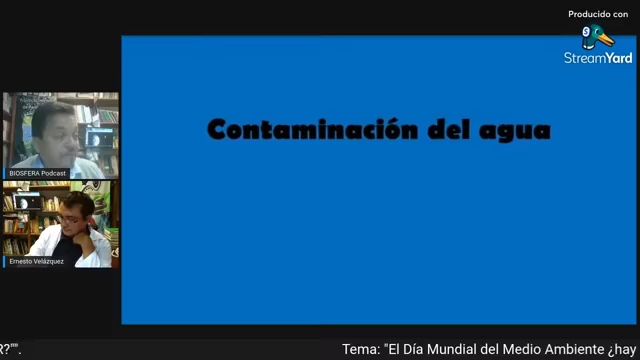 Producido con
StreamYard
Contaminación del agua
BIOSFERA Podcast
Ernesto Velázquez
R?"".
Tema: "El Día Mundial del Medio Ambiente ¿hay